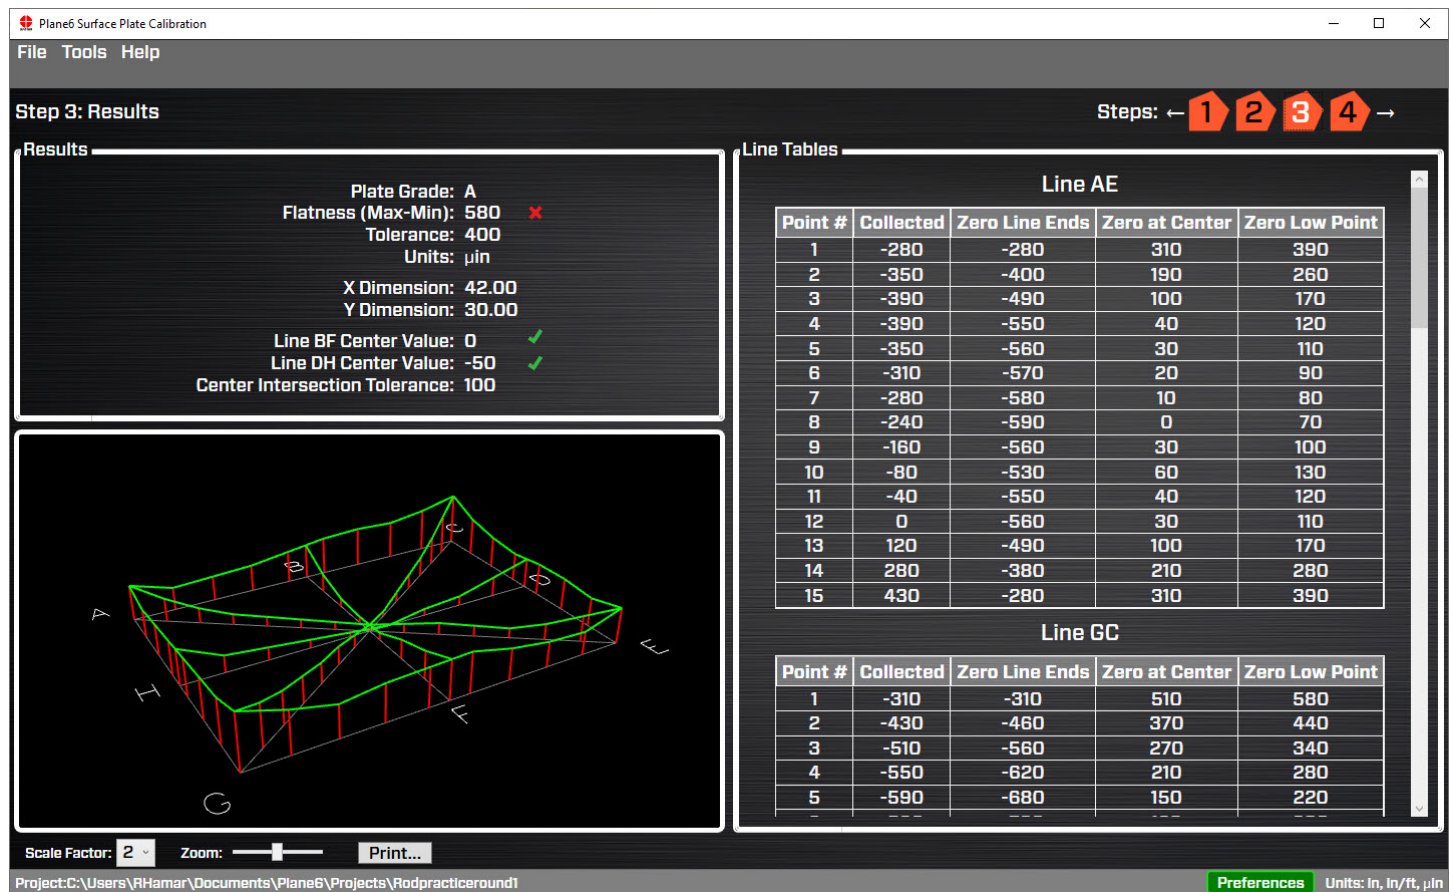 Plane6 Surface Plate Calibration
File Tools Help
Step 3: Results
Steps: ← 1 2 3 4 →
Results
Plate Grade: A
Flatness (Max-Min): 580
Tolerance: 400
Units: μin
X Dimension: 42.00
Y Dimension: 30.00
Line BF Center Value: 0
Line DH Center Value: -50
Center Intersection Tolerance: 100
A
B
C
D
E
F
G
H
Scale Factor: 2
Zoom:
Print...
Line Tables
Line AE
Point # Collected Zero Line Ends Zero at Center Zero Low Point
1 -280 -280 310 390
2 -350 -400 190 260
3 -390 -490 100 170
4 -390 -550 40 120
5 -350 -560 30 110
6 -310 -570 20 90
7 -280 -580 10 80
8 -240 -590 0 70
9 -160 -560 30 100
10 -80 -530 60 130
11 -40 -550 40 120
12 0 -560 30 110
13 120 -490 100 170
14 280 -380 210 280
15 430 -280 310 390
Line GC
Point # Collected Zero Line Ends Zero at Center Zero Low Point
1 -310 -310 510 580
2 -430 -460 370 440
3 -510 -560 270 340
4 -550 -620 210 280
5 -590 -680 150 220
Project:C:\Users\RHamar\Documents\Plane6\Projects\Rodpracticeround1
Preferences
Units: in, in/ft, μin